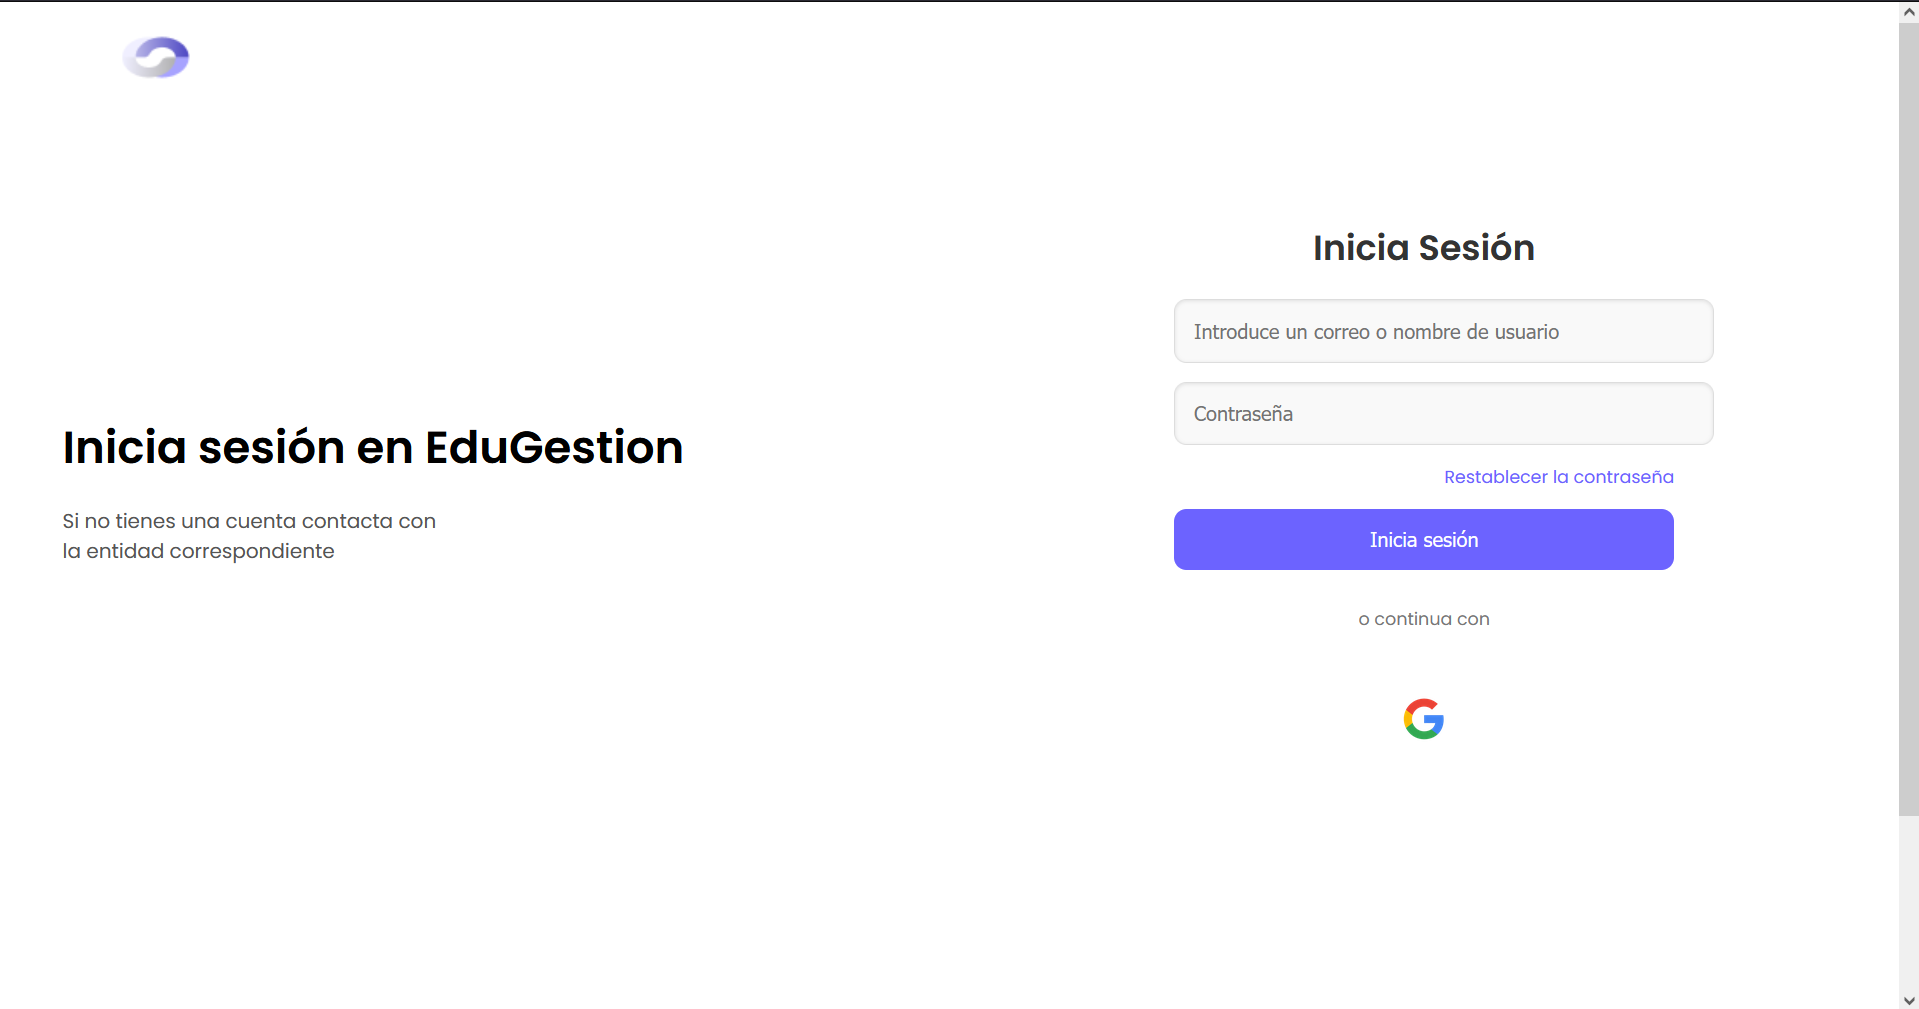 Inicia sesión en EduGestion
Si no tienes una cuenta contacta con
la entidad correspondiente
Inicia Sesión
Introduce un correo o nombre de usuario
Contraseña
Restablecer la contraseña
Inicia sesión
o continua con